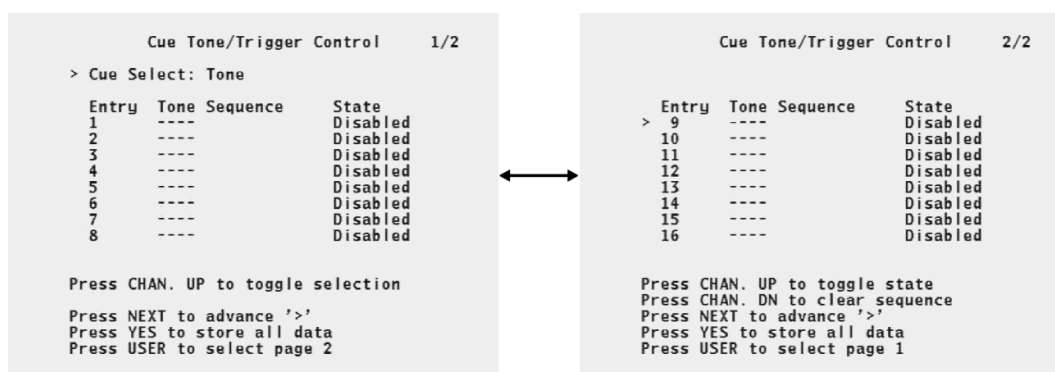 Cue Tone/Trigger Control 1/2
> Cue Select: Tone
Entry Tone Sequence State
1 ---- Disabled
2 ---- Disabled
3 ---- Disabled
4 ---- Disabled
5 ---- Disabled
6 ---- Disabled
7 ---- Disabled
8 ---- Disabled
Press CHAN. UP to toggle selection
Press NEXT to advance '>'
Press YES to store all data
Press USER to select page 2
Cue Tone/Trigger Control 2/2
Entry Tone Sequence State
> 9 ---- Disabled
10 ---- Disabled
11 ---- Disabled
12 ---- Disabled
13 ---- Disabled
14 ---- Disabled
15 ---- Disabled
16 ---- Disabled
Press CHAN. UP to toggle state
Press CHAN. DN to clear sequence
Press NEXT to advance '>'
Press YES to store all data
Press USER to select page 1